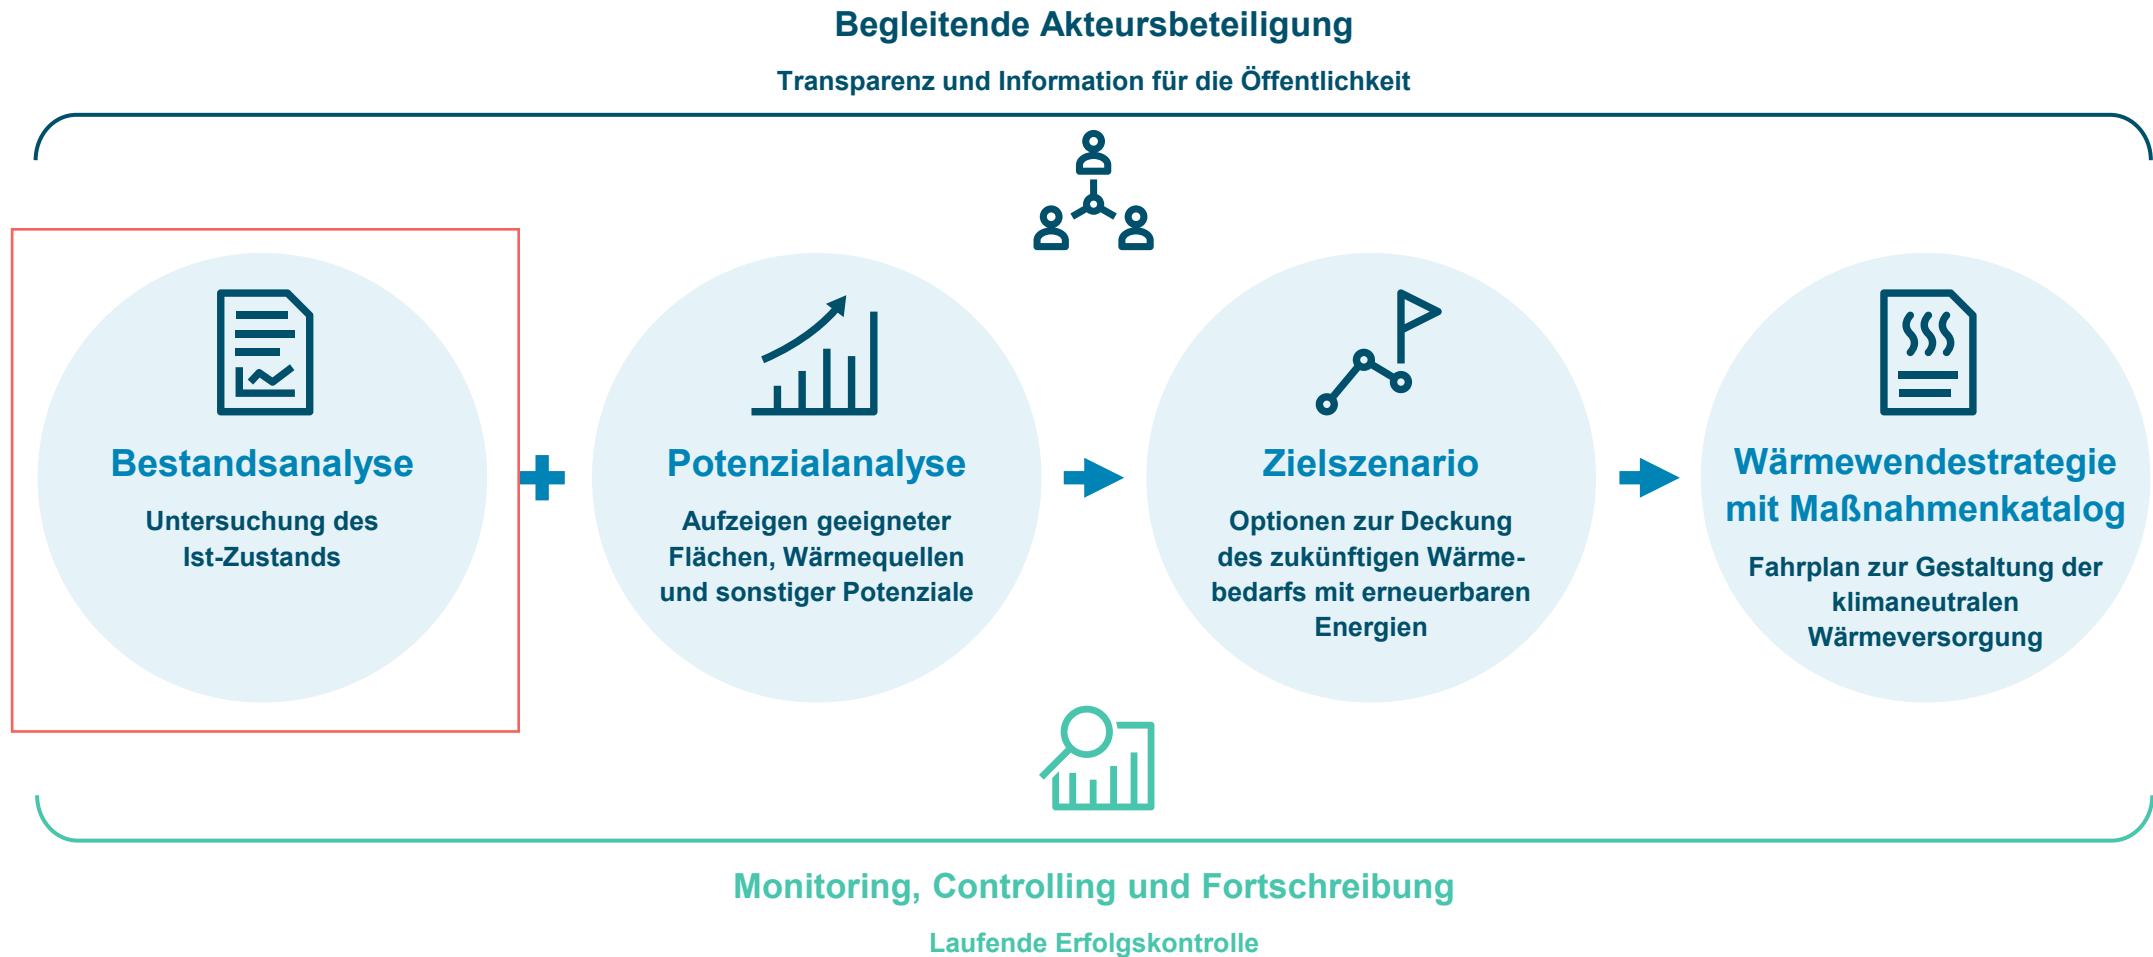 Begleitende Akteursbeteiligung
Transparenz und Information für die Öffentlichkeit
Bestandsanalyse
Untersuchung des
Ist-Zustands
Potenzialanalyse
Aufzeigen geeigneter
Flächen, Wärmequellen
und sonstiger Potenziale
Zielszenario
Optionen zur Deckung
des zukünftigen Wärme-
bedarfs mit erneuerbaren
Energien
Wärmewendestrategie
mit Maßnahmenkatalog
Fahrplan zur Gestaltung der
klimaneutralen
Wärmeversorgung
Monitoring, Controlling und Fortschreibung
Laufende Erfolgskontrolle